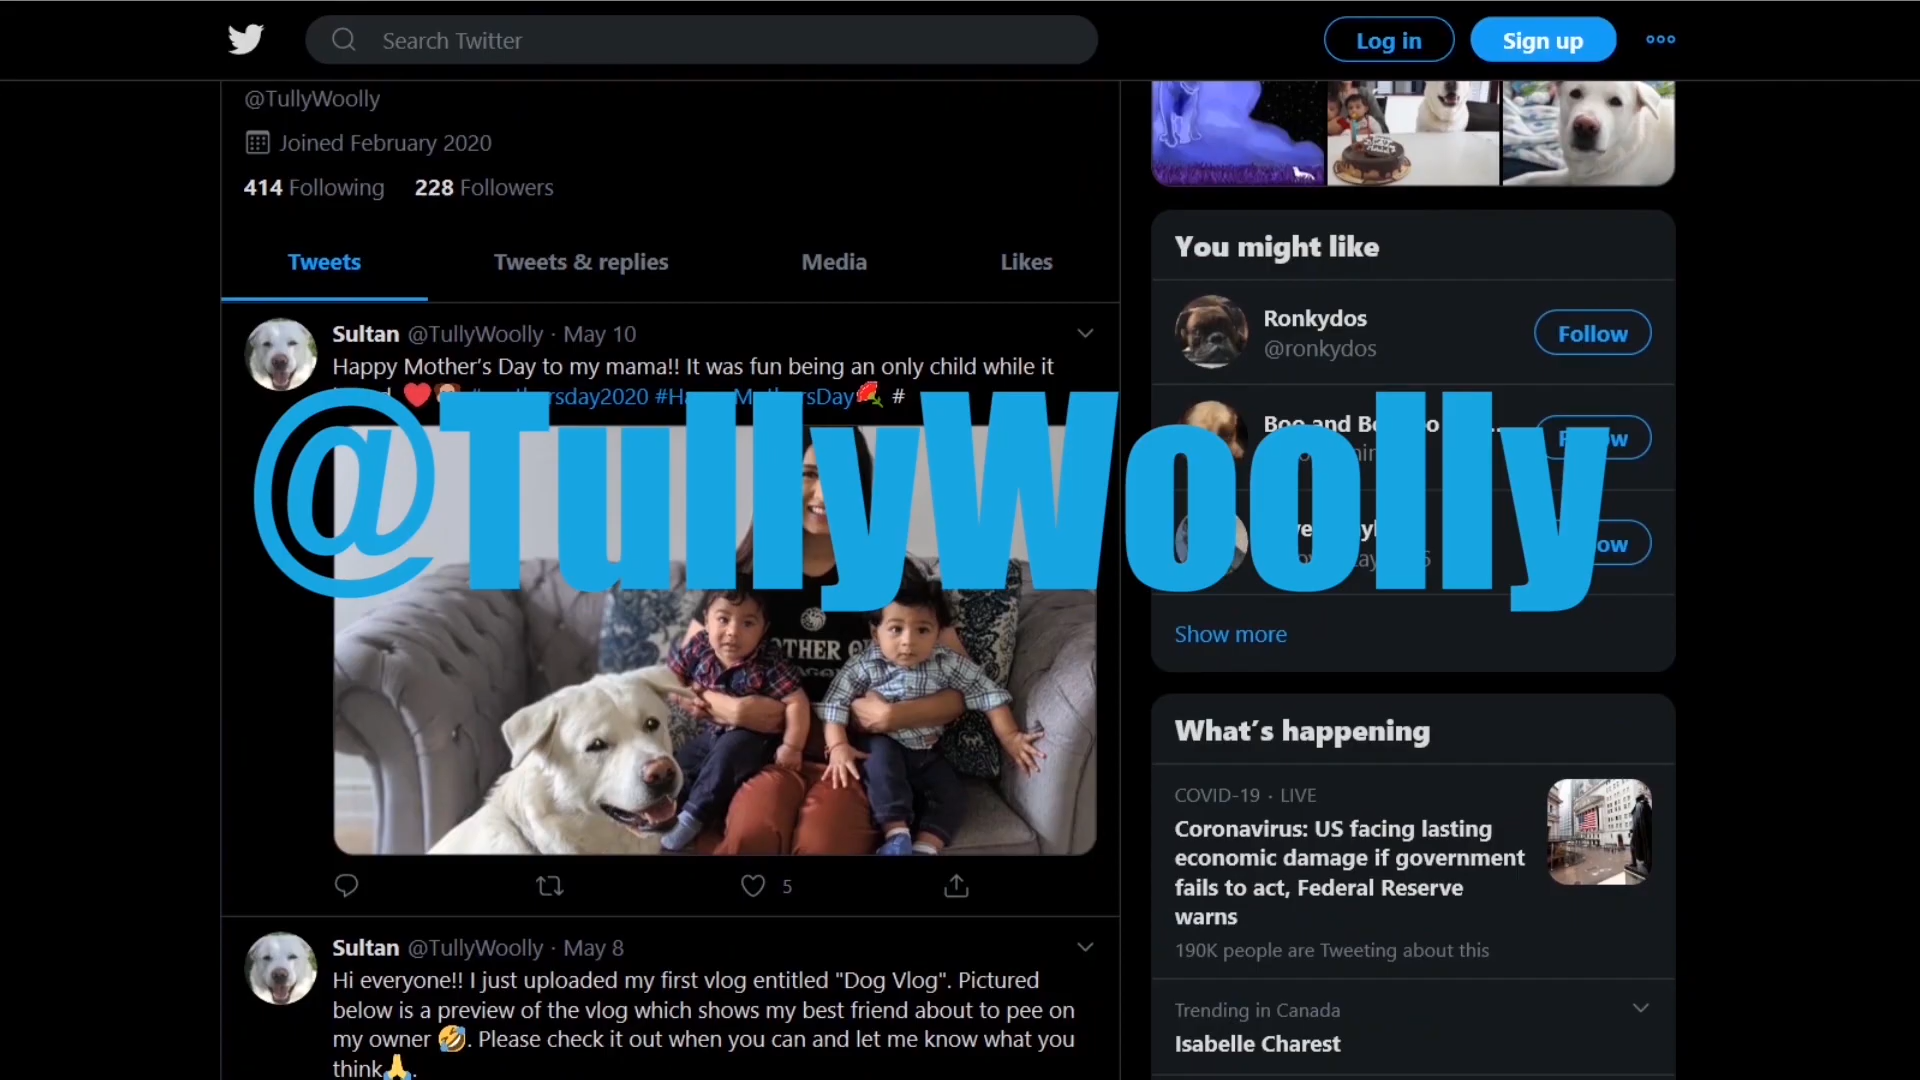 Search Twitter
Log in
Sign up
@TullyWoolly
Joined February 2020
414 Following 228 Followers
Tweets
Tweets & replies
Media
Likes
Sultan @TullyWoolly · May 10
Happy Mother's Day to my mama!! It was fun being an only child while it
#HappyMothersDay #
@TullyWoolly
THER
5
Sultan @TullyWoolly · May 8
Hi everyone!! I just uploaded my first vlog entitled "Dog Vlog". Pictured
below is a preview of the vlog which shows my best friend about to pee on
my owner 🤣. Please check it out when you can and let me know what you
think🙏.
You might like
Ronkydos
@ronkydos
Follow
Boo and
Show more
What's happening
COVID-19 · LIVE
Coronavirus: US facing lasting
economic damage if government
fails to act, Federal Reserve
warns
190K people are Tweeting about this
Trending in Canada
Isabelle Charest